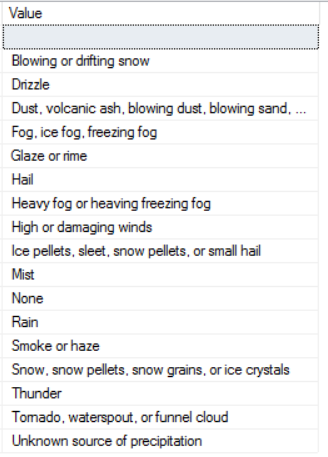 Value
Blowing or drifting snow
Drizzle
Dust, volcanic ash, blowing dust, blowing sand, ...
Fog, ice fog, freezing fog
Glaze or rime
Hail
Heavy fog or heaving freezing fog
High or damaging winds
Ice pellets, sleet, snow pellets, or small hail
Mist
None
Rain
Smoke or haze
Snow, snow pellets, snow grains, or ice crystals
Thunder
Tornado, waterspout, or funnel cloud
Unknown source of precipitation